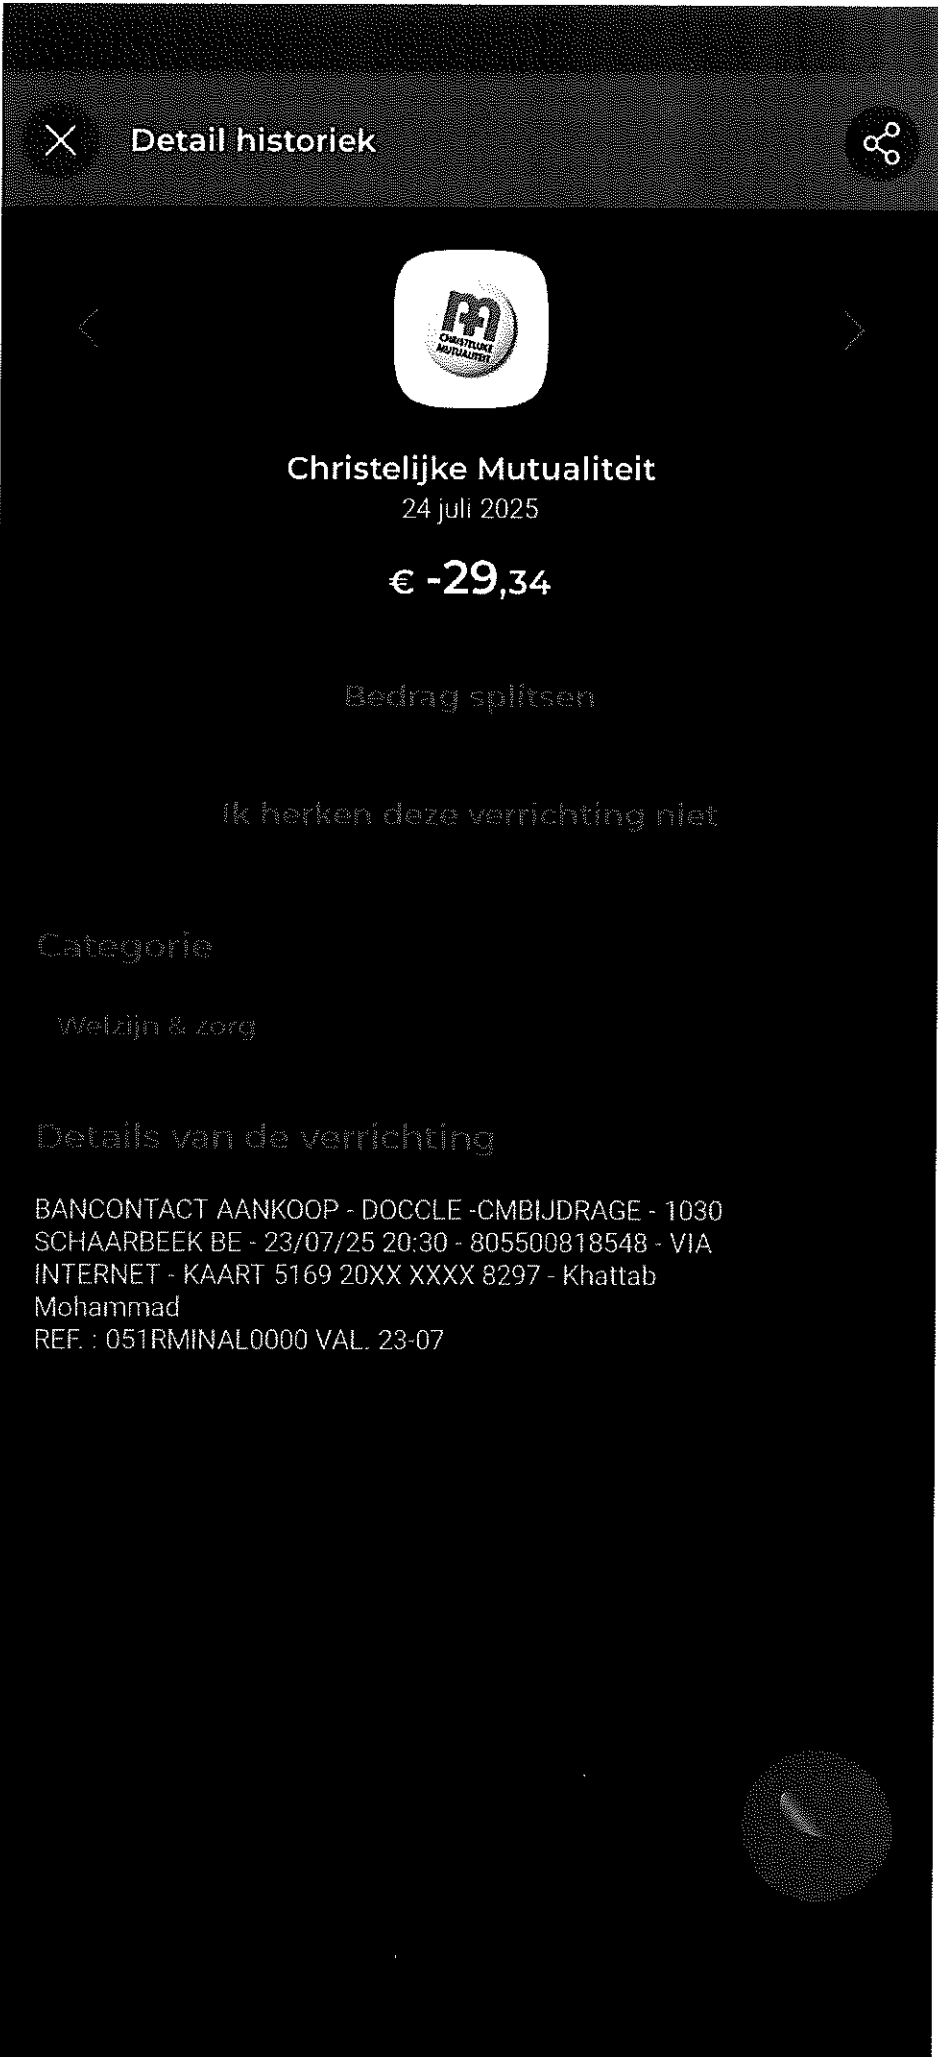 Detail historiek
CHRISTELIJKE
MUTUALITEIT
Christelijke Mutualiteit
24 juli 2025
€ -29,34
Bedrag splitsen
Ik herken deze verrichting niet
Categorie
Welzijn & zorg
Details van de verrichting
BANCONTACT AANKOOP - DOCCLE -CMBIJDRAGE - 1030
SCHAARBEEK BE - 23/07/25 20:30 - 805500818548 - VIA
INTERNET - KAART 5169 20XX XXXX 8297 - Khattab
Mohammad
REF. : 051RMINAL0000 VAL. 23-07